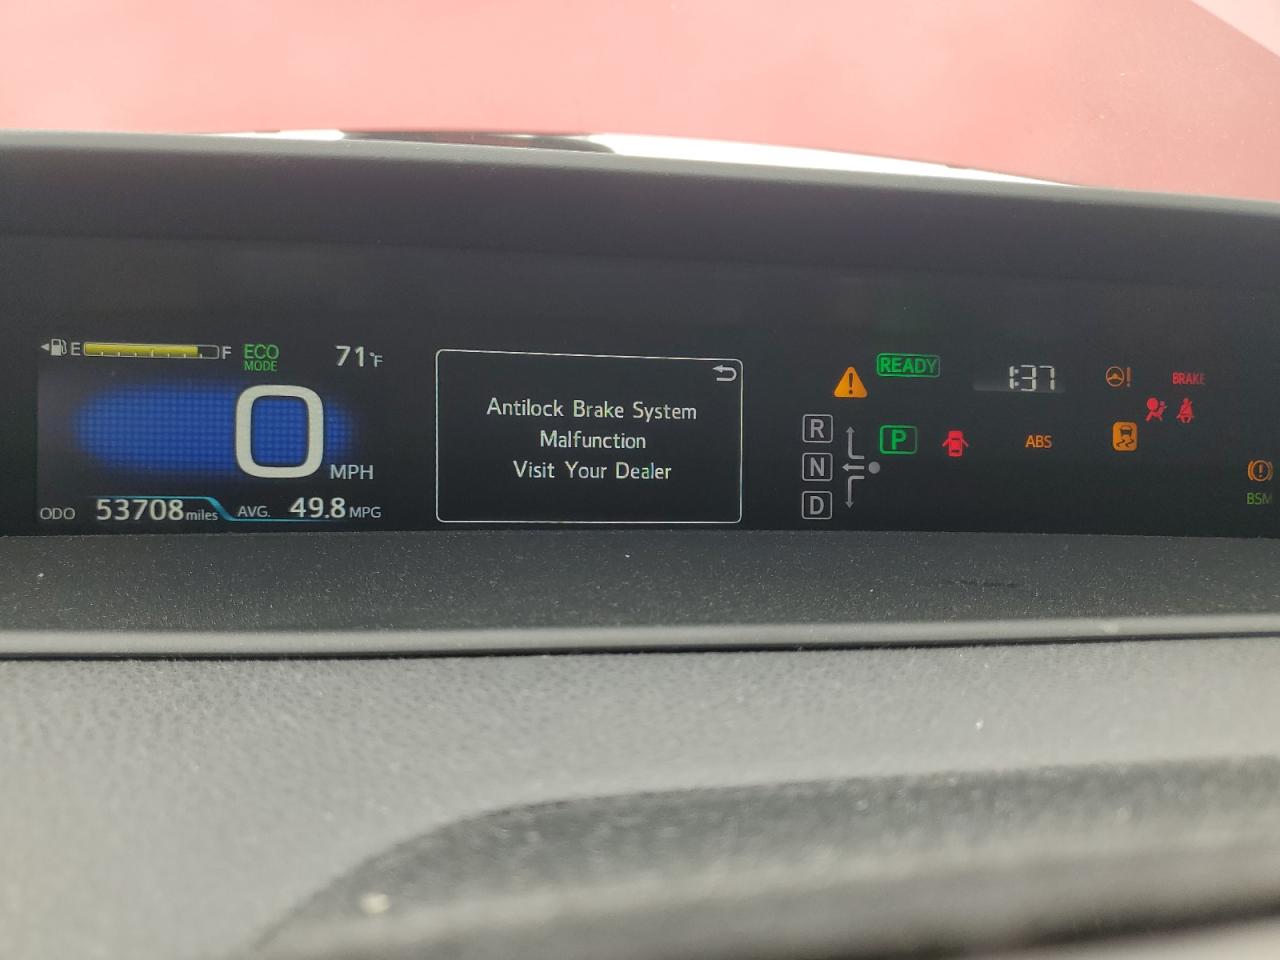 E F ECO MODE 71°F
0 MPH
ODO 53708 miles AVG. 49.8 MPG
Antilock Brake System
Malfunction
Visit Your Dealer
READY 1:37 ! BRAKE
R P ABS
N
D
BSM